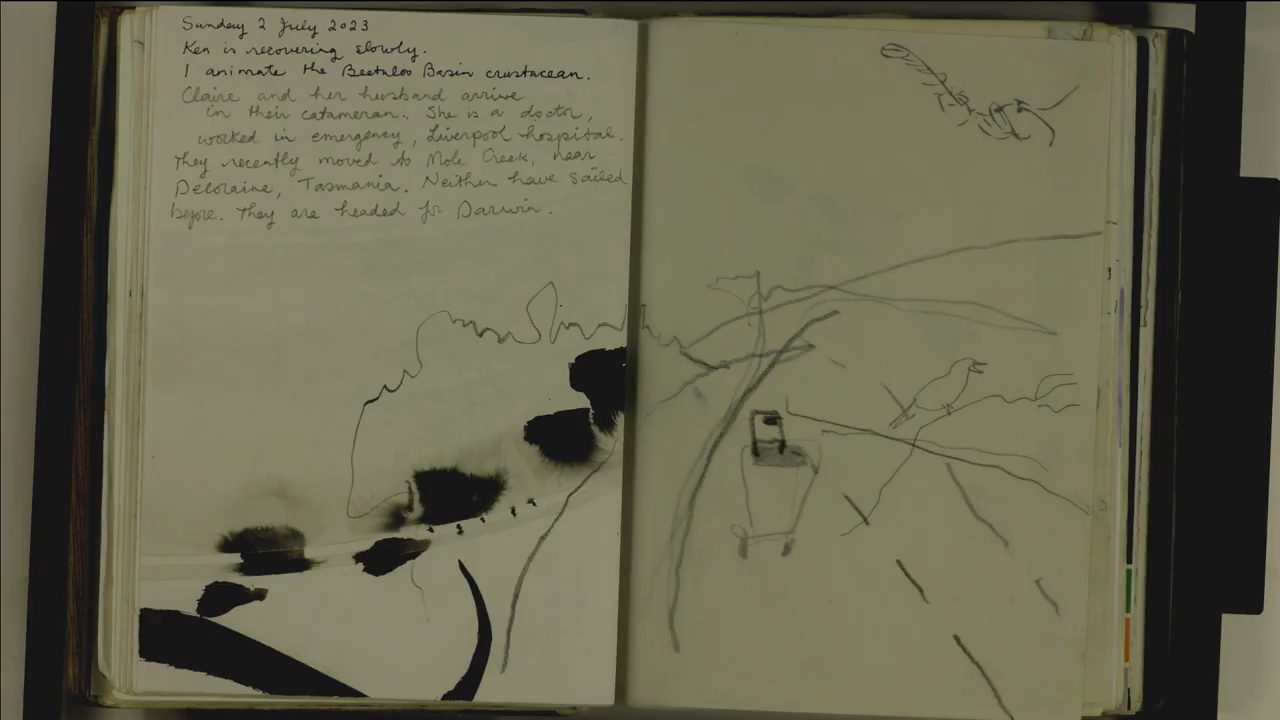 Sunday 2 July 2023
Ken is recovering slowly.
I animate the Beetaloo Basin crustacean.
Claire and her husband arrive
in their catameran. She is a doctor,
worked in emergency, Liverpool hospital.
They recently moved to Mole Creek, near
Deloraine, Tasmania. Neither have sailed
before. They are headed for Darwin.